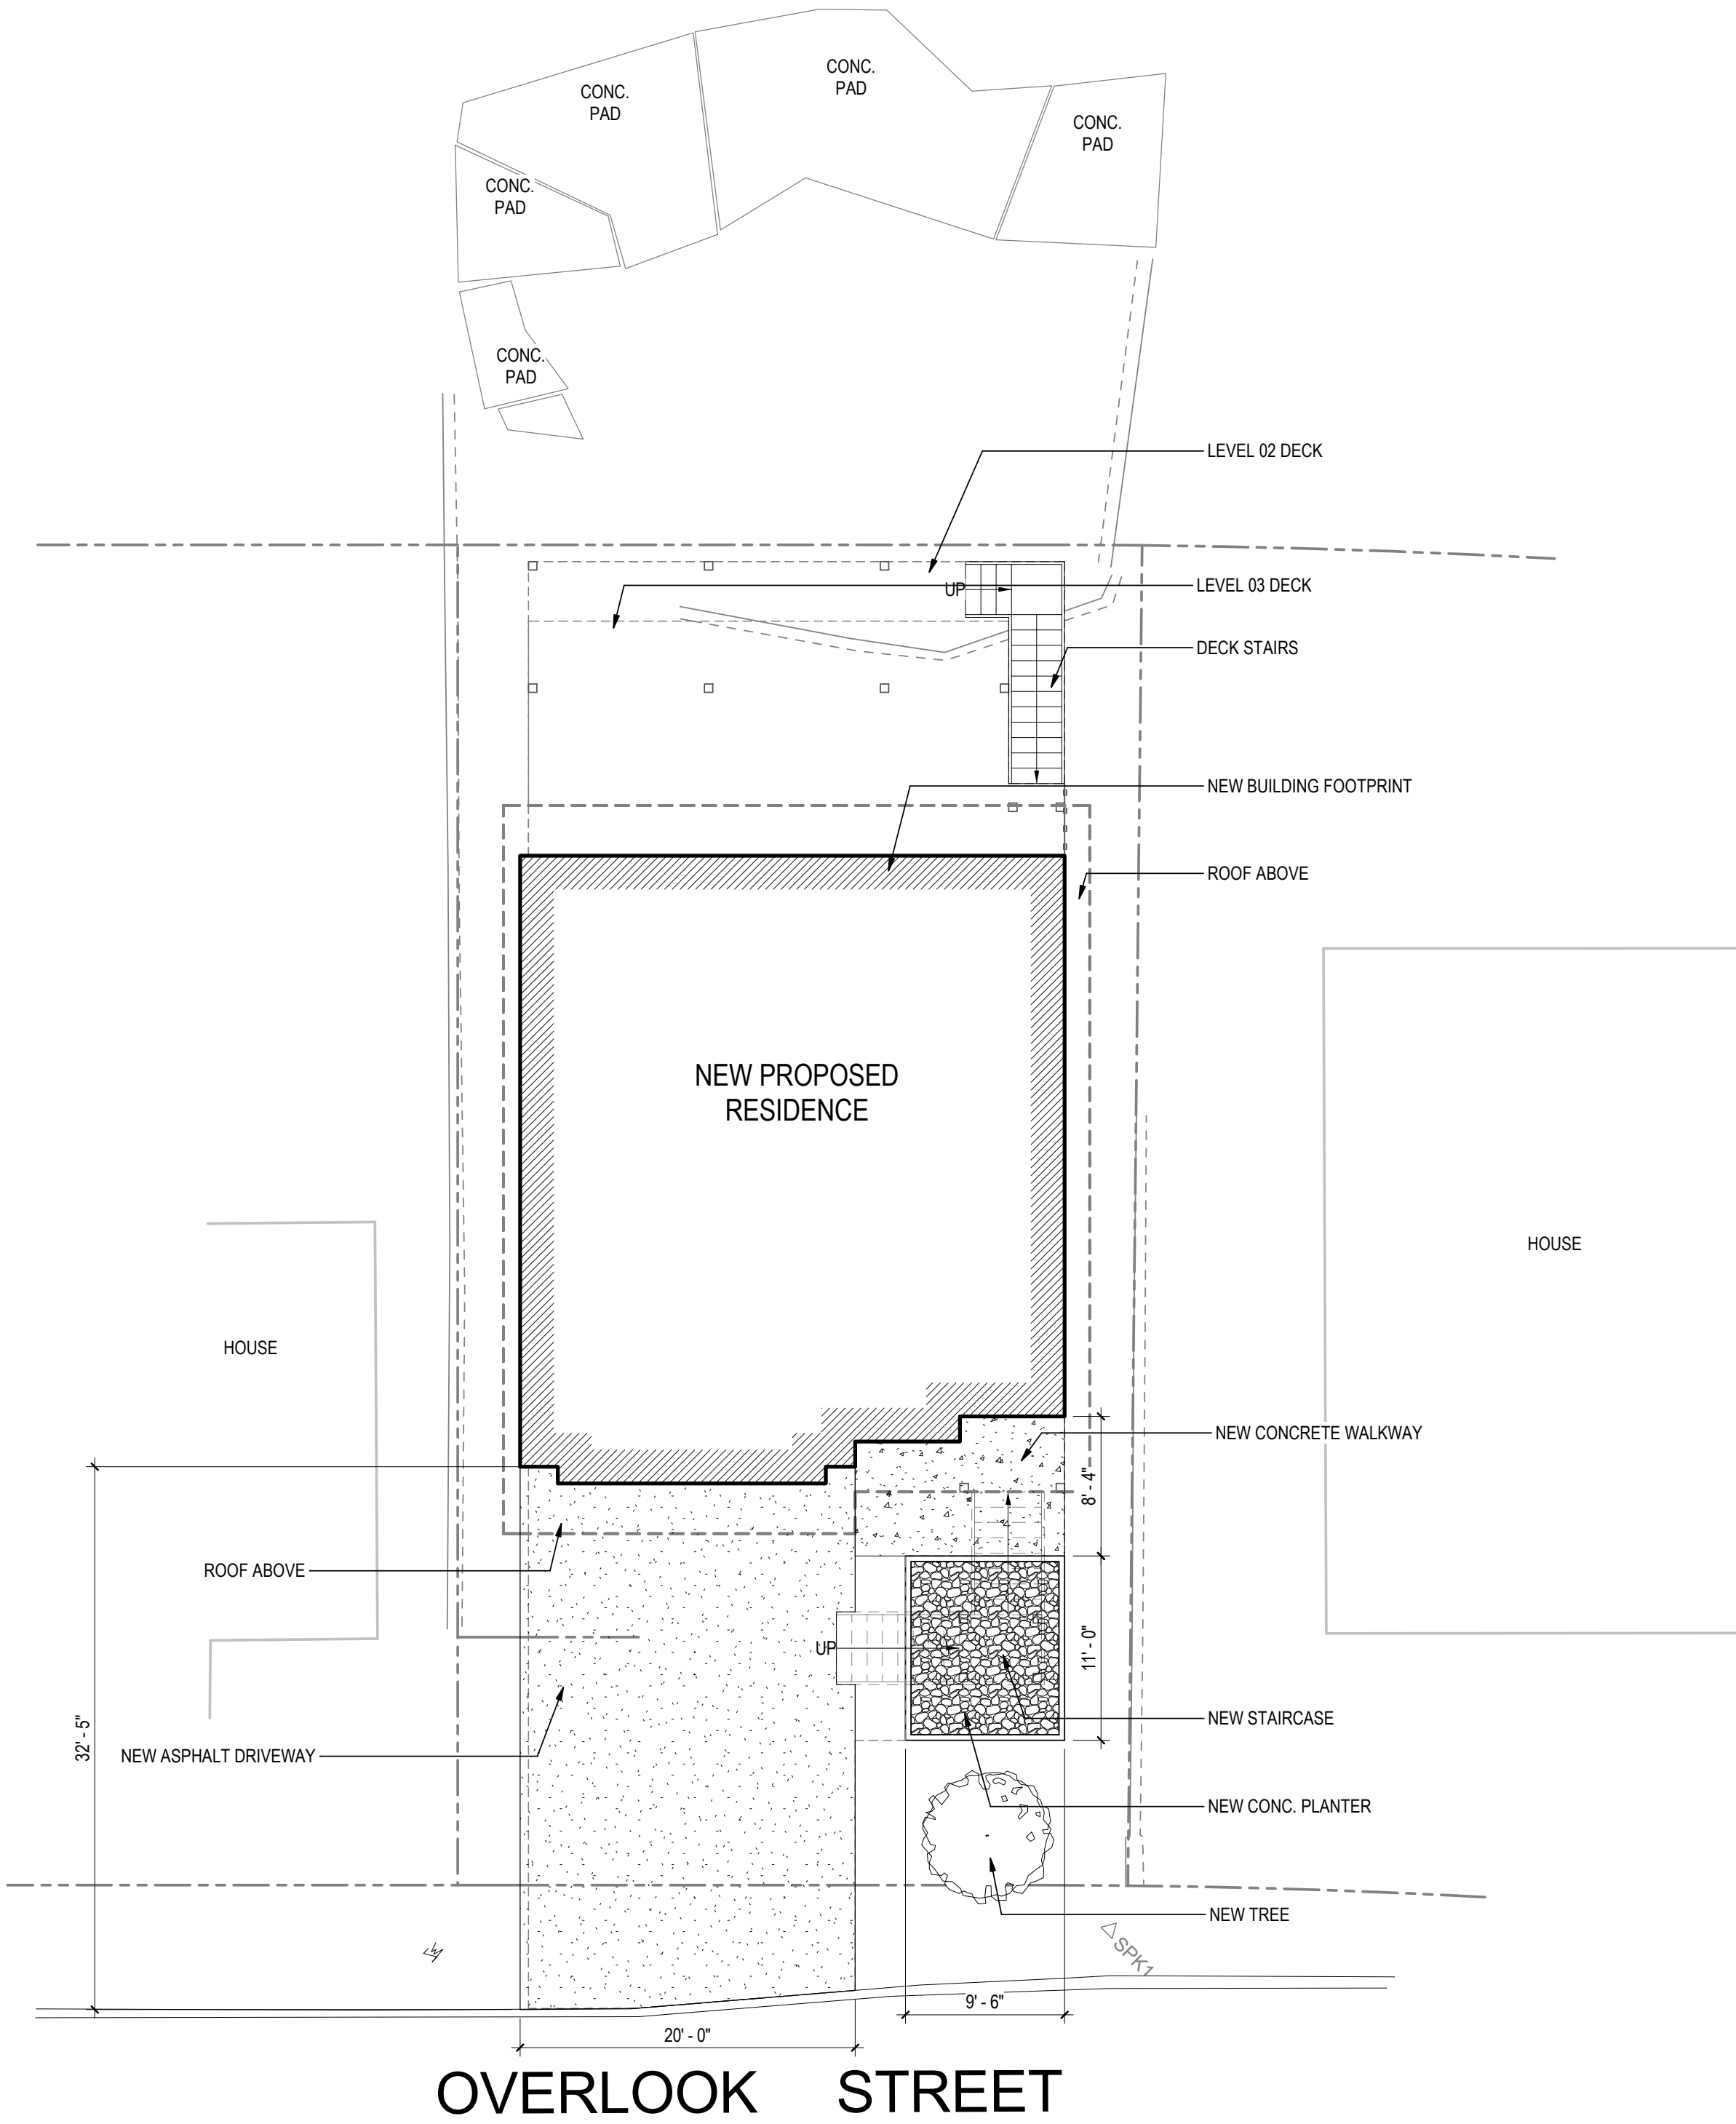 CONC.
PAD
CONC.
PAD
CONC.
PAD
CONC.
PAD
CONC.
PAD
LEVEL 02 DECK
UP
LEVEL 03 DECK
DECK STAIRS
NEW BUILDING FOOTPRINT
ROOF ABOVE
NEW PROPOSED
RESIDENCE
HOUSE
HOUSE
NEW CONCRETE WALKWAY
8' - 4"
ROOF ABOVE
UP
11' - 0"
32' - 5"
NEW STAIRCASE
NEW ASPHALT DRIVEWAY
NEW CONC. PLANTER
NEW TREE
SPK1
9' - 6"
20' - 0"
OVERLOOK STREET